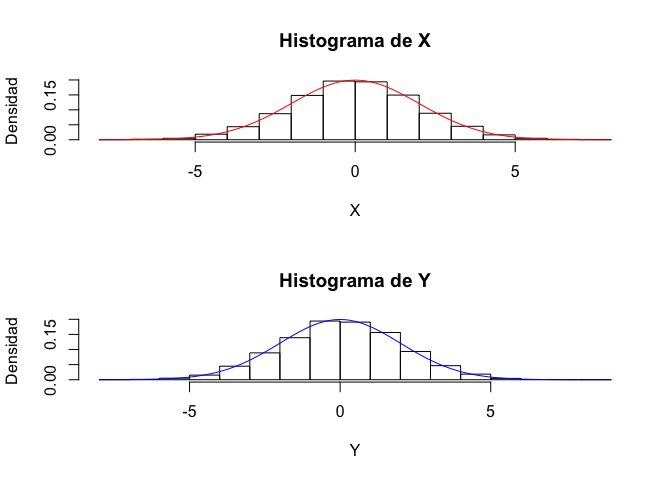 Histograma de X
Densidad
0.15
0.00
-5 0 5
X
Histograma de Y
Densidad
0.15
0.00
-5 0 5
Y